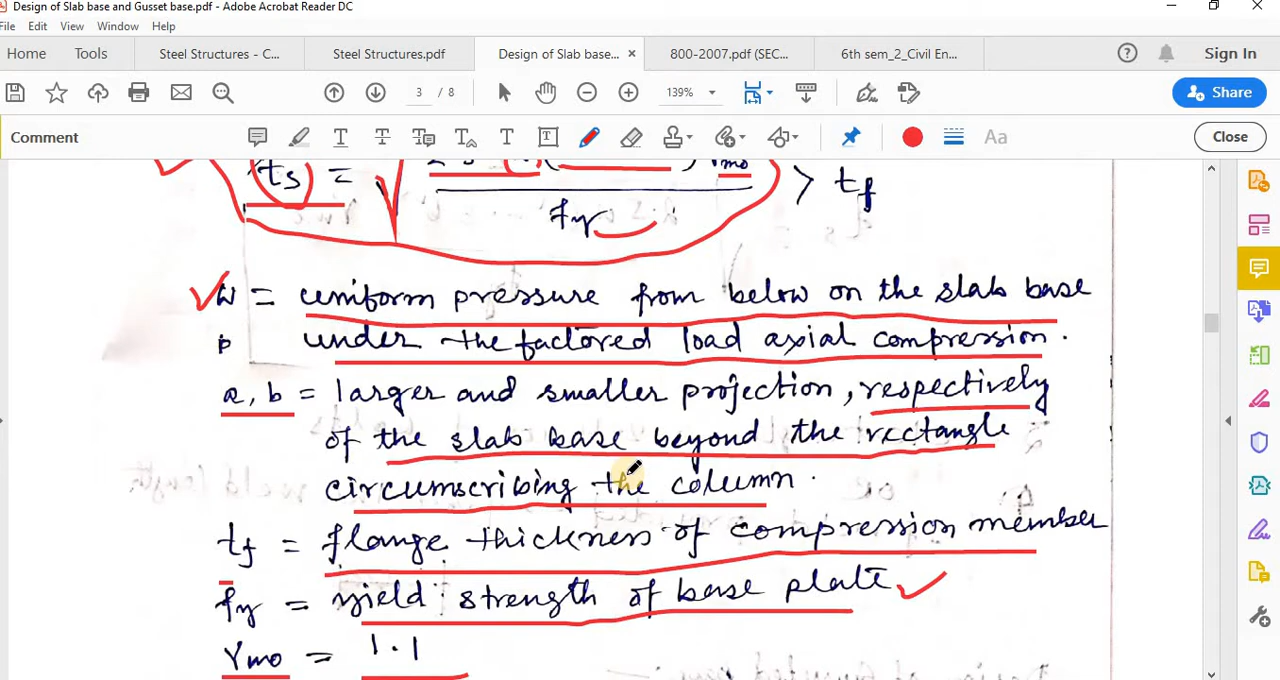 Design of Slab base and Gusset base.pdf - Adobe Acrobat Reader DC
File Edit View Window Help
Home Tools Steel Structures - C... Steel Structures.pdf Design of Slab base... × 800-2007.pdf (SEC... 6th sem_2_Civil En... Sign In
3 / 8 139% Share
Comment Aa Close
ts = √ γmo > tf
fy
W = uniform pressure from below on the slab base
under the factored load axial compression.
a, b = larger and smaller projection, respectively
of the slab base beyond the rectangle
circumscribing the column.
tf = flange thickness of compression member
fy = yield strength of base plate
γmo = 1.1